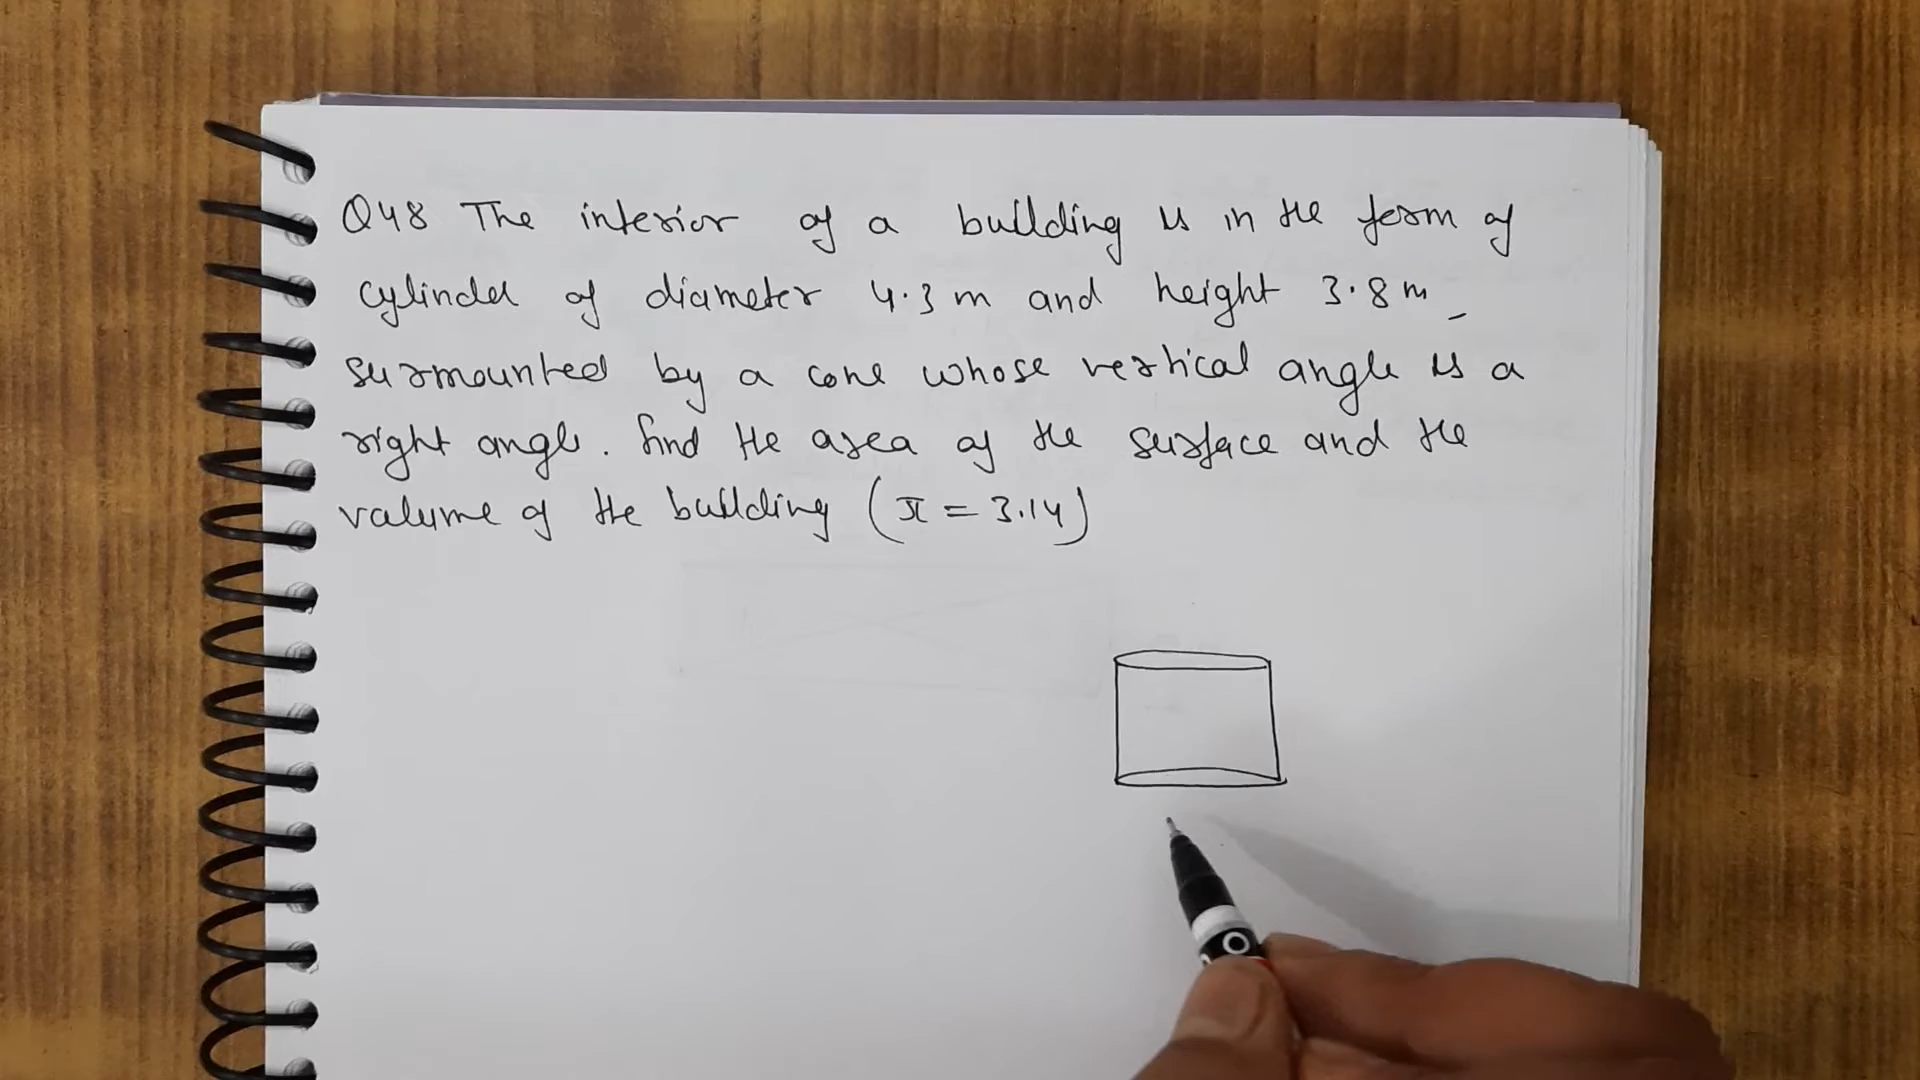 Q48 The interior of a building is in the form of
cylinder of diameter 4.3 m and height 3.8 m,
surmounted by a cone whose vertical angle is a
right angle. find the area of the surface and the
volume of the building (π = 3.14)